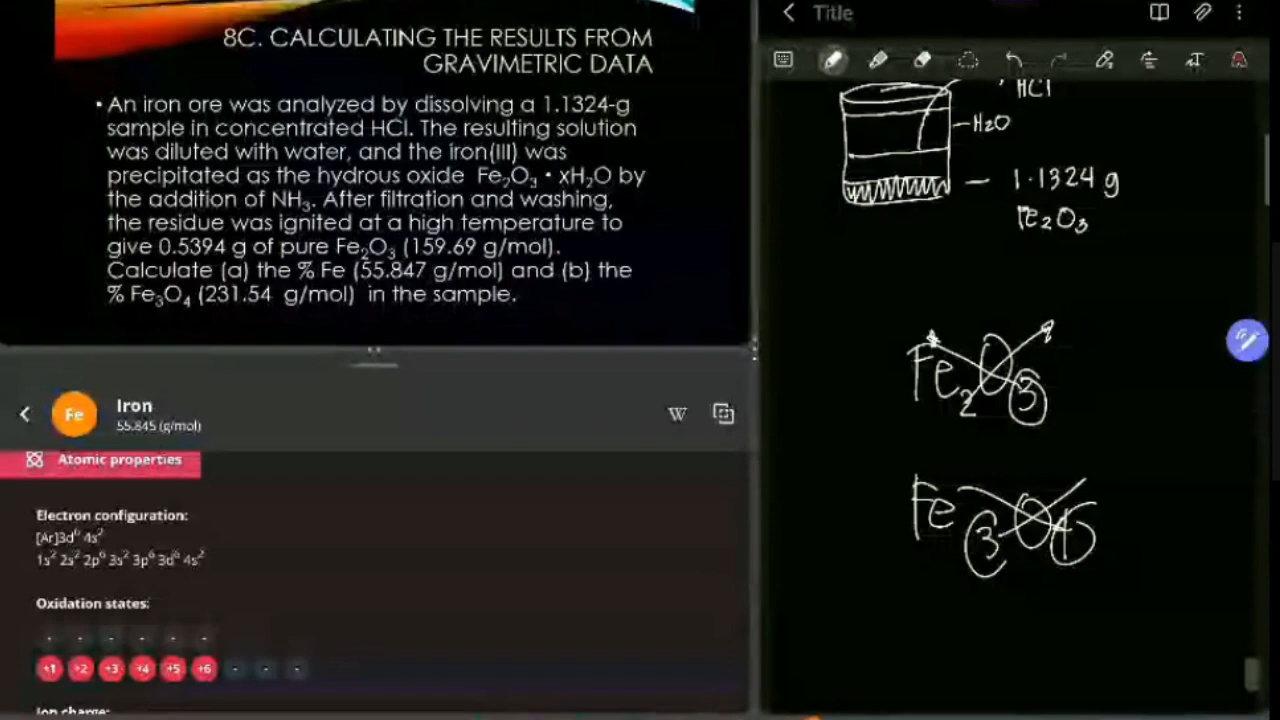 8C. CALCULATING THE RESULTS FROM
GRAVIMETRIC DATA
• An iron ore was analyzed by dissolving a 1.1324-g
sample in concentrated HCl. The resulting solution
was diluted with water, and the iron(III) was
precipitated as the hydrous oxide Fe₂O₃ • xH₂O by
the addition of NH₃. After filtration and washing,
the residue was ignited at a high temperature to
give 0.5394 g of pure Fe₂O₃ (159.69 g/mol).
Calculate (a) the % Fe (55.847 g/mol) and (b) the
% Fe₃O₄ (231.54 g/mol) in the sample.
Fe
Iron
55.845 (g/mol)
W
Atomic properties
Electron configuration:
[Ar]3d⁶ 4s²
1s² 2s² 2p⁶ 3s² 3p⁶ 3d⁶ 4s²
Oxidation states:
- - - - - -
+1 +2 +3 +4 +5 +6 - - -
Ion charge:
Title
HCl
-H₂O
- 1.1324 g
Fe₂O₃
Fe₂O₃
Fe₃O₄